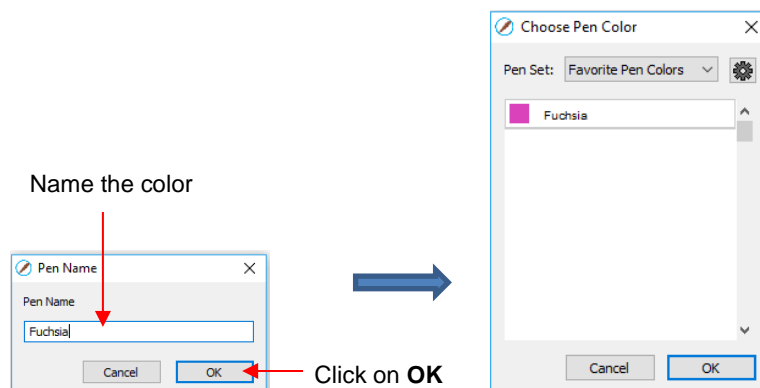 Name the color
Pen Name
Pen Name
Fuchsia
Cancel
OK
Click on OK
Choose Pen Color
Pen Set: Favorite Pen Colors
Fuchsia
Cancel
OK